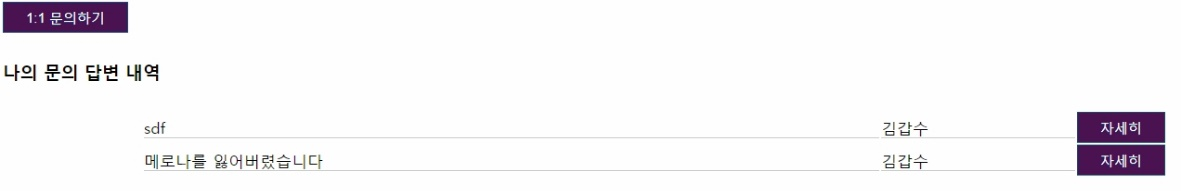 1:1 문의하기
나의 문의 답변 내역
sdf 김갑수 자세히
메로나를 잃어버렸습니다 김갑수 자세히